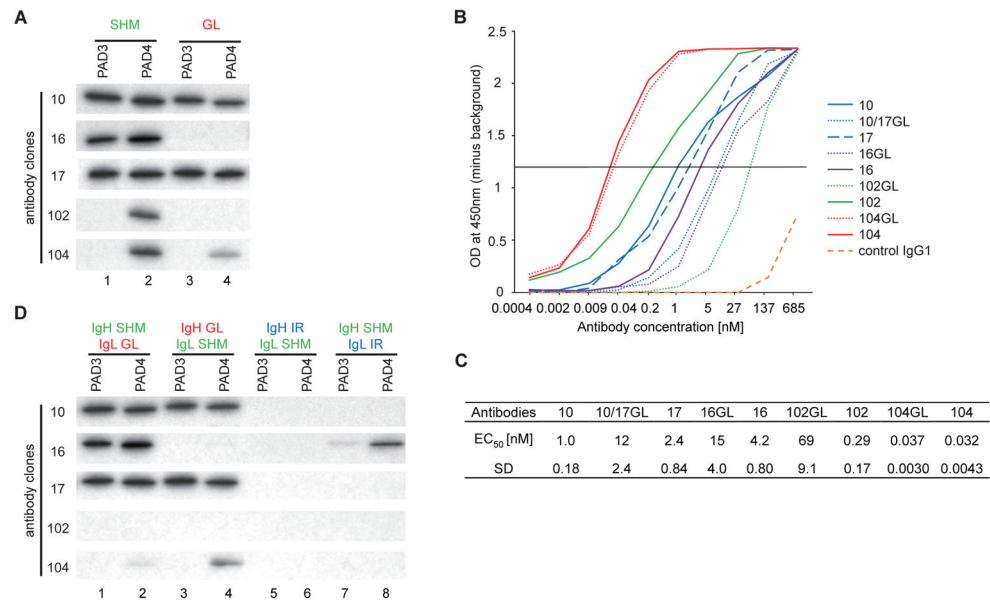 A
SHM GL
PAD3 PAD4 PAD3 PAD4
antibody clones
10
16
17
102
104
1 2 3 4
B
OD at 450nm (minus background)
2.5
2
1.5
1
0.5
0
0.0004 0.002 0.009 0.04 0.2 1 5 27 137 685
Antibody concentration [nM]
10
10/17GL
17
16GL
16
102GL
102
104GL
104
control IgG1
C
Antibodies 10 10/17GL 17 16GL 16 102GL 102 104GL 104
EC50 [nM] 1.0 12 2.4 15 4.2 69 0.29 0.037 0.032
SD 0.18 2.4 0.84 4.0 0.80 9.1 0.17 0.0030 0.0043
D
IgH SHM IgH GL IgH IR IgH SHM
IgL GL IgL SHM IgL SHM IgL IR
PAD3 PAD4 PAD3 PAD4 PAD3 PAD4 PAD3 PAD4
antibody clones
10
16
17
102
104
1 2 3 4 5 6 7 8